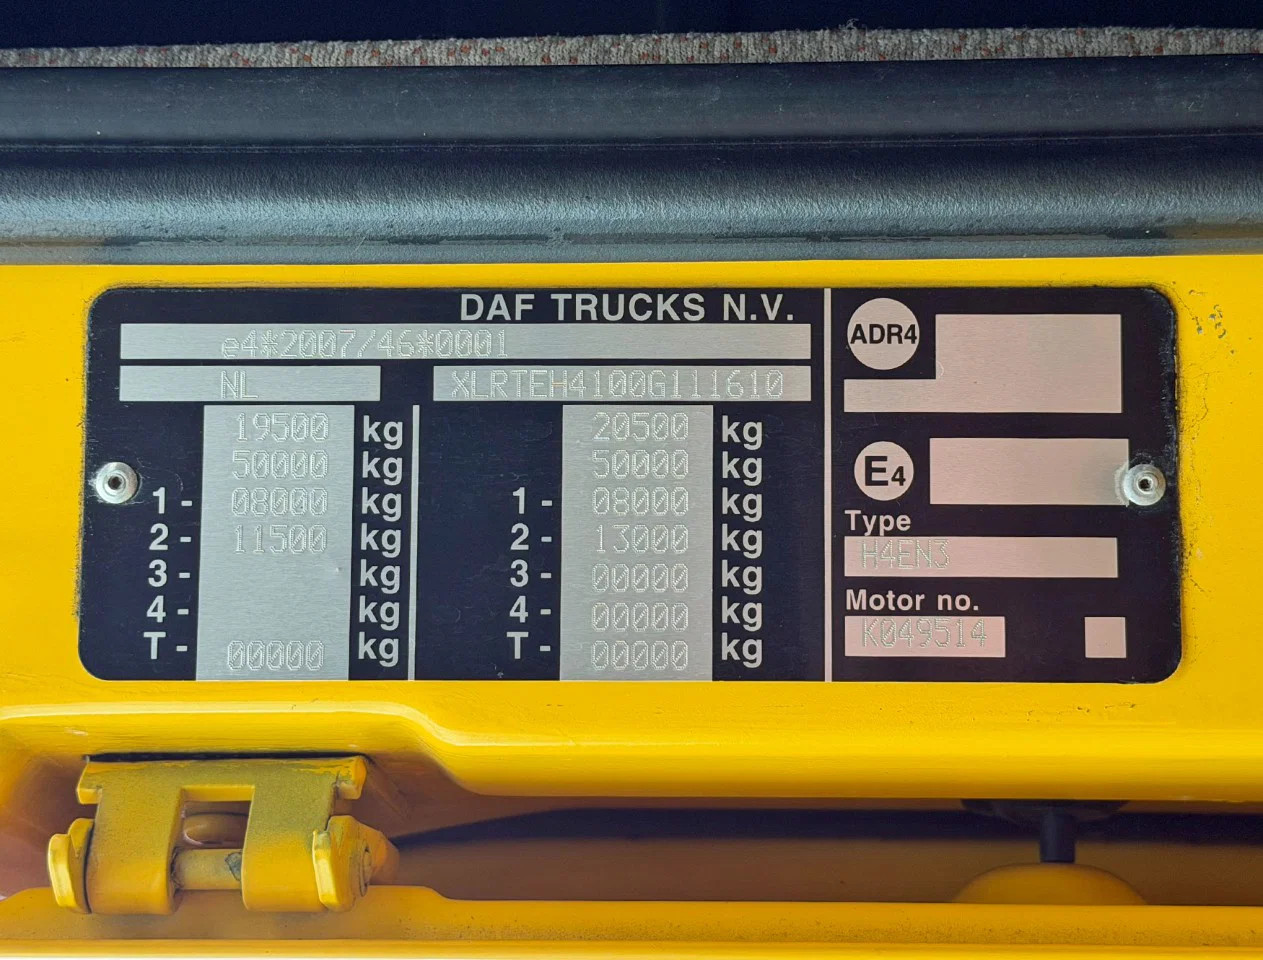 DAF TRUCKS N.V.
e4*2007/46*0001
NL XLRTEH4100G111610
19500 kg 20500 kg
50000 kg 50000 kg
1- 08000 kg 1- 08000 kg
2- 11500 kg 2- 13000 kg
3- kg 3- 00000 kg
4- kg 4- 00000 kg
T- 00000 kg T- 00000 kg
ADR4
E4
Type
H4EN3
Motor no.
K049514